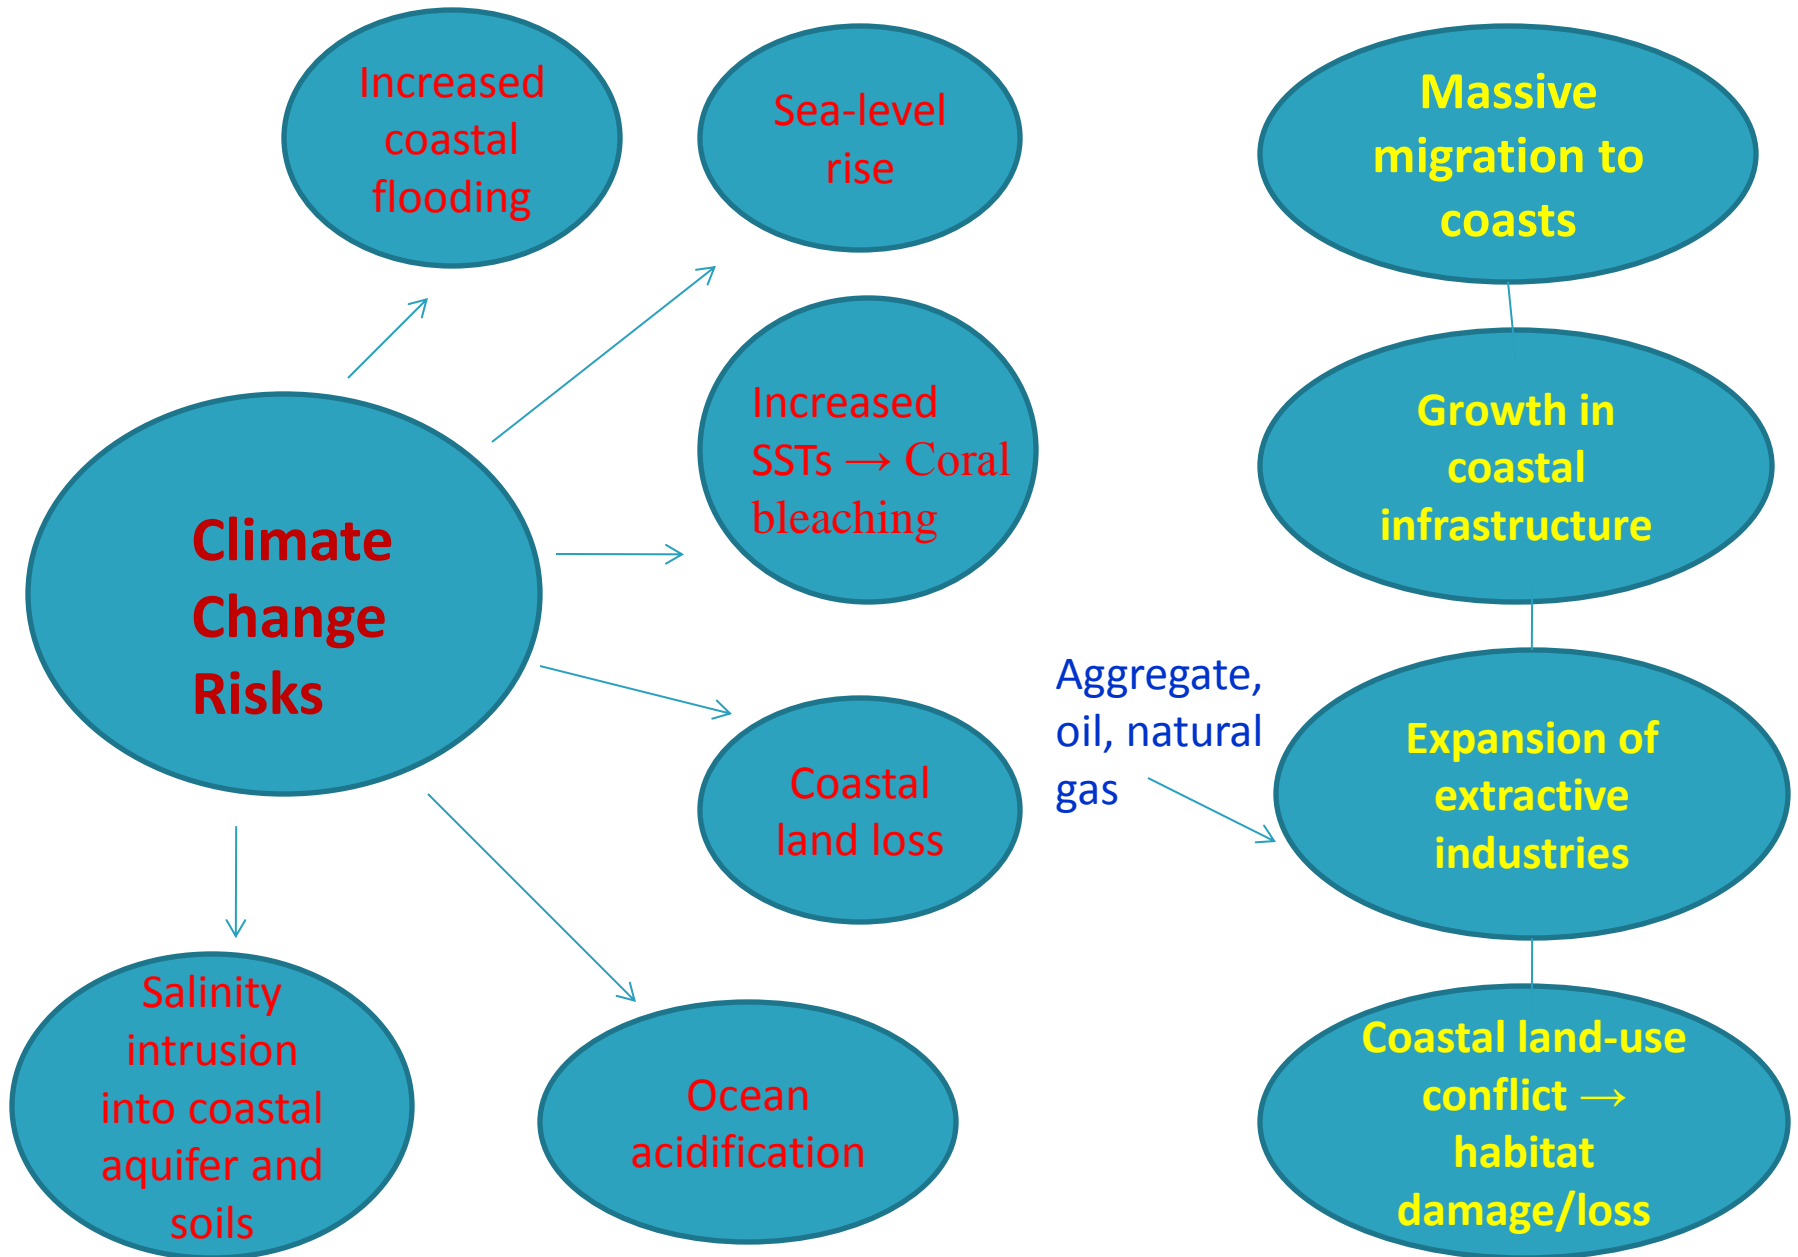 Increased
coastal
flooding
Sea-level
rise
Increased
SSTs → Coral
bleaching
Climate
Change
Risks
Coastal
land loss
Salinity
intrusion
into coastal
aquifer and
soils
Ocean
acidification
Massive
migration to
coasts
Growth in
coastal
infrastructure
Aggregate,
oil, natural
gas
Expansion of
extractive
industries
Coastal land-use
conflict →
habitat
damage/loss